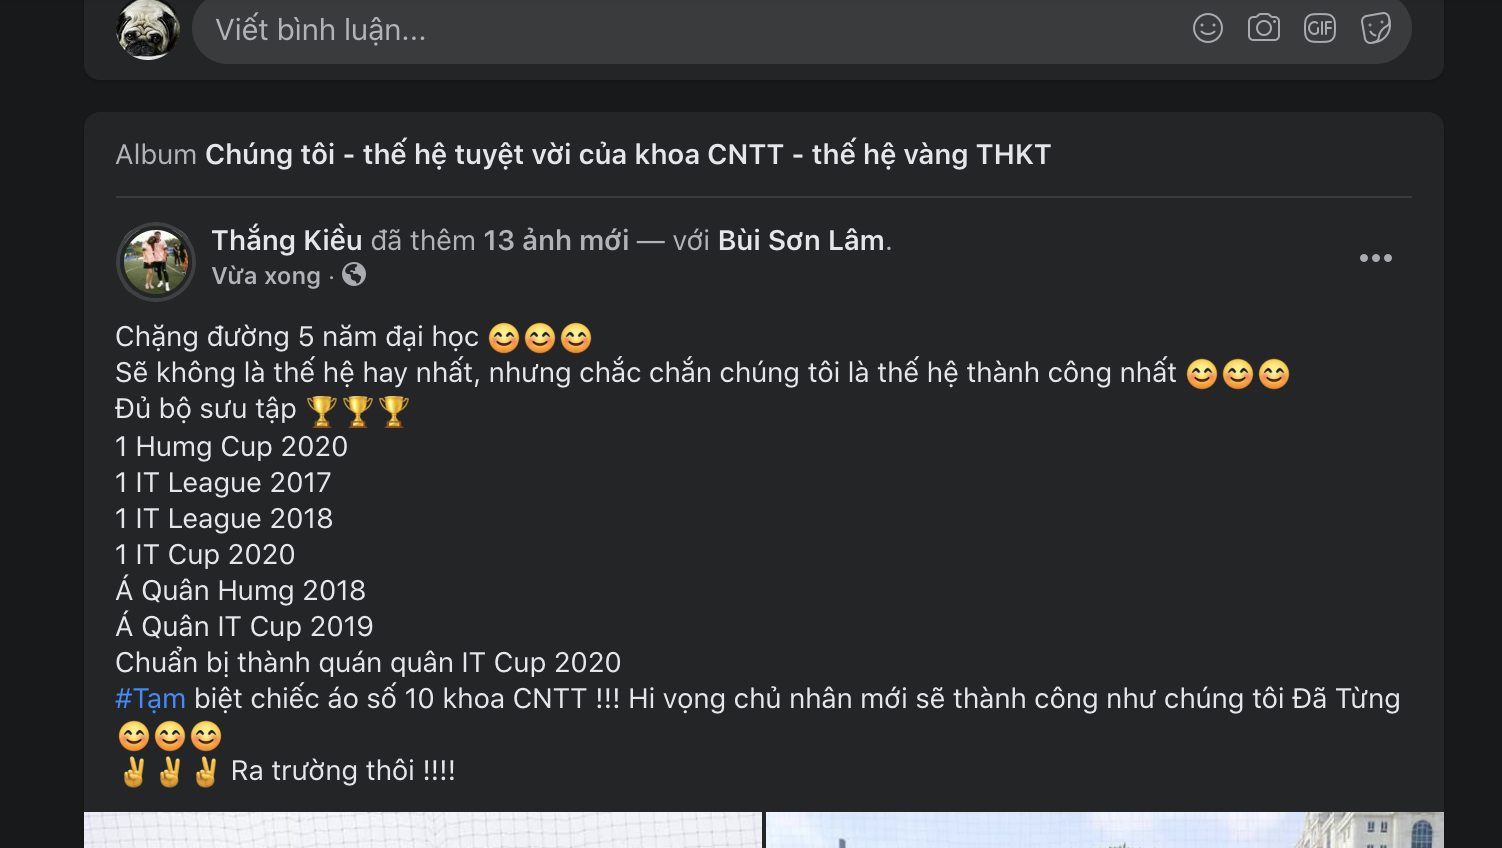 Viết bình luận...
GIF
Album Chúng tôi - thế hệ tuyệt vời của khoa CNTT - thế hệ vàng THKT
Thắng Kiều đã thêm 13 ảnh mới — với Bùi Sơn Lâm.
Vừa xong ·
Chặng đường 5 năm đại học 😊😊😊
Sẽ không là thế hệ hay nhất, nhưng chắc chắn chúng tôi là thế hệ thành công nhất 😊😊😊
Đủ bộ sưu tập 🏆🏆🏆
1 Humg Cup 2020
1 IT League 2017
1 IT League 2018
1 IT Cup 2020
Á Quân Humg 2018
Á Quân IT Cup 2019
Chuẩn bị thành quán quân IT Cup 2020
#Tạm biệt chiếc áo số 10 khoa CNTT !!! Hi vọng chủ nhân mới sẽ thành công như chúng tôi Đã Từng
😊😊😊
✌✌✌ Ra trường thôi !!!!